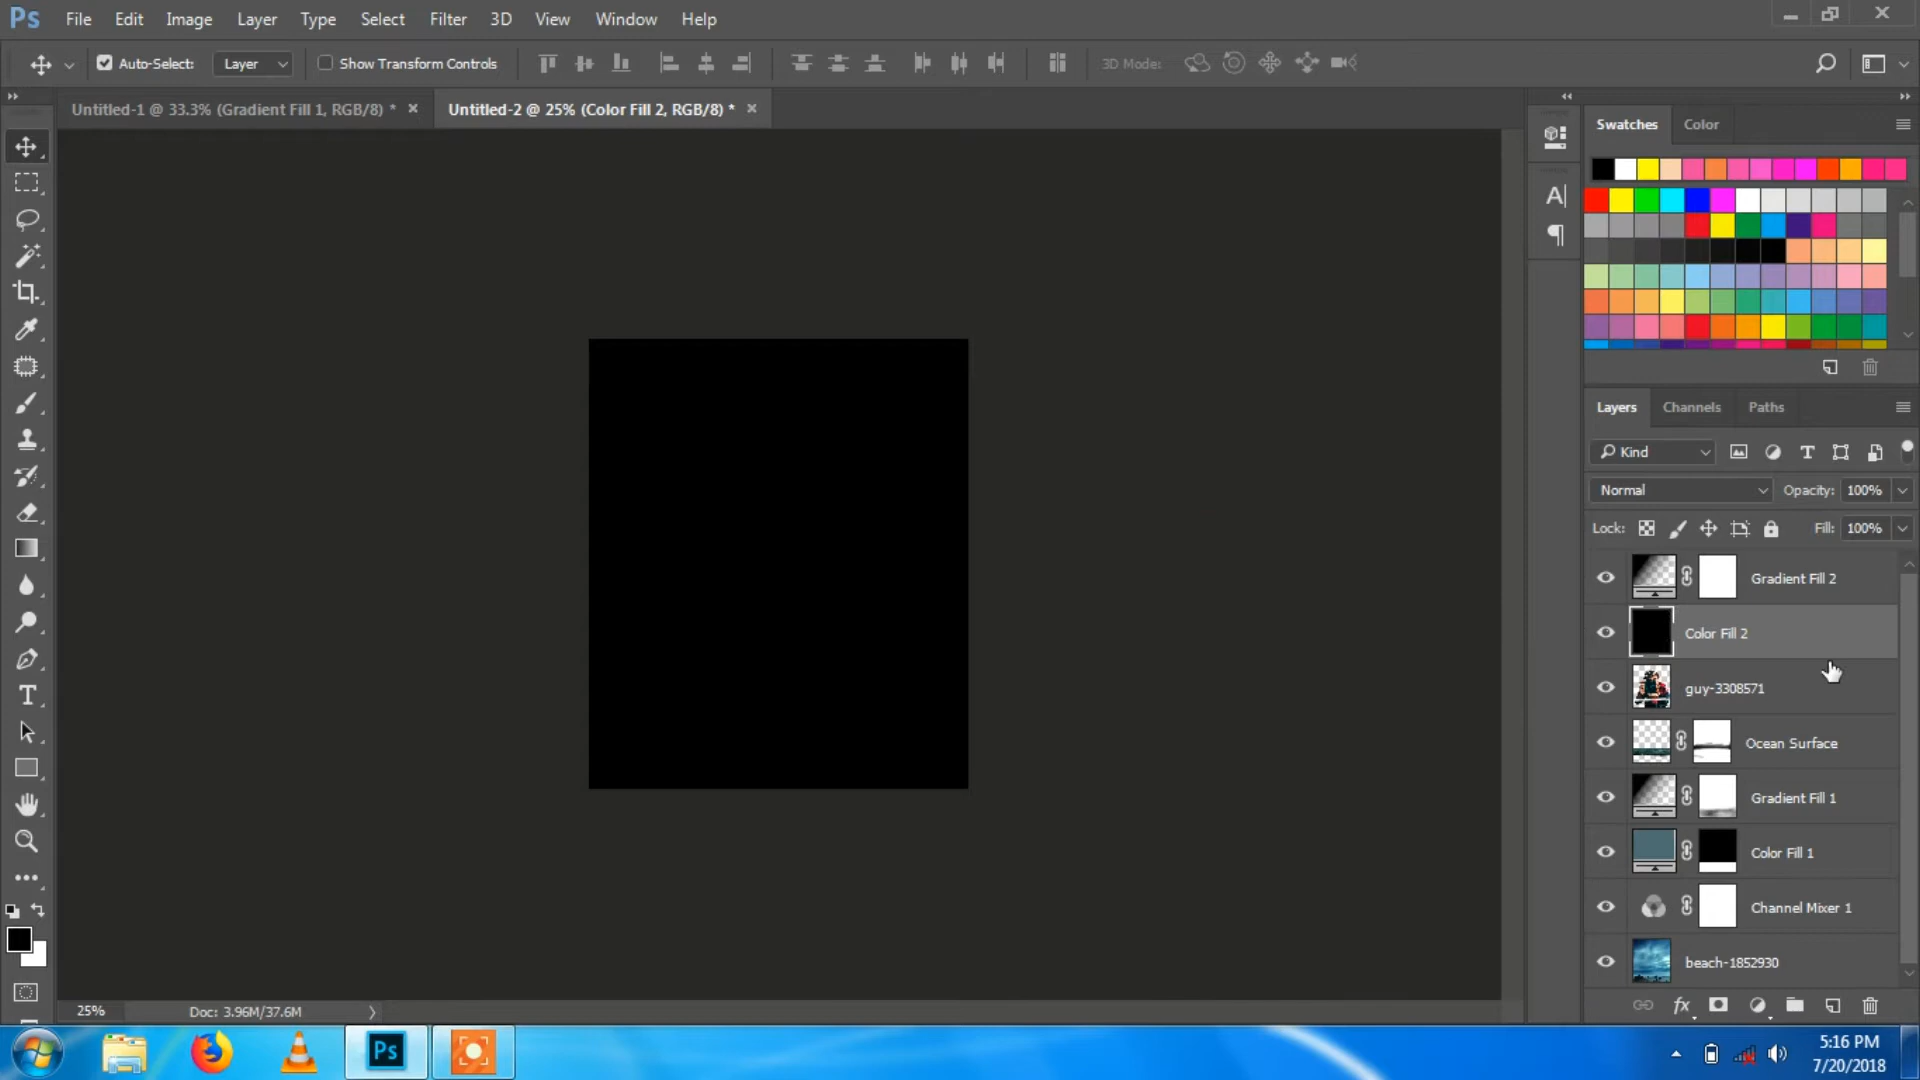 Ps File Edit Image Layer Type Select Filter 3D View Window Help
Auto-Select: Layer Show Transform Controls 3D Mode:
Untitled-1 @ 33.3% (Gradient Fill 1, RGB/8) * × Untitled-2 @ 25% (Color Fill 2, RGB/8) * ×
Swatches Color
Layers Channels Paths
Kind
Normal Opacity: 100%
Lock: Fill: 100%
Gradient Fill 2
Color Fill 2
guy-3308571
Ocean Surface
Gradient Fill 1
Color Fill 1
Channel Mixer 1
beach-1852930
25% Doc: 3.96M/37.6M
fx
Ps
5:16 PM
7/20/2018